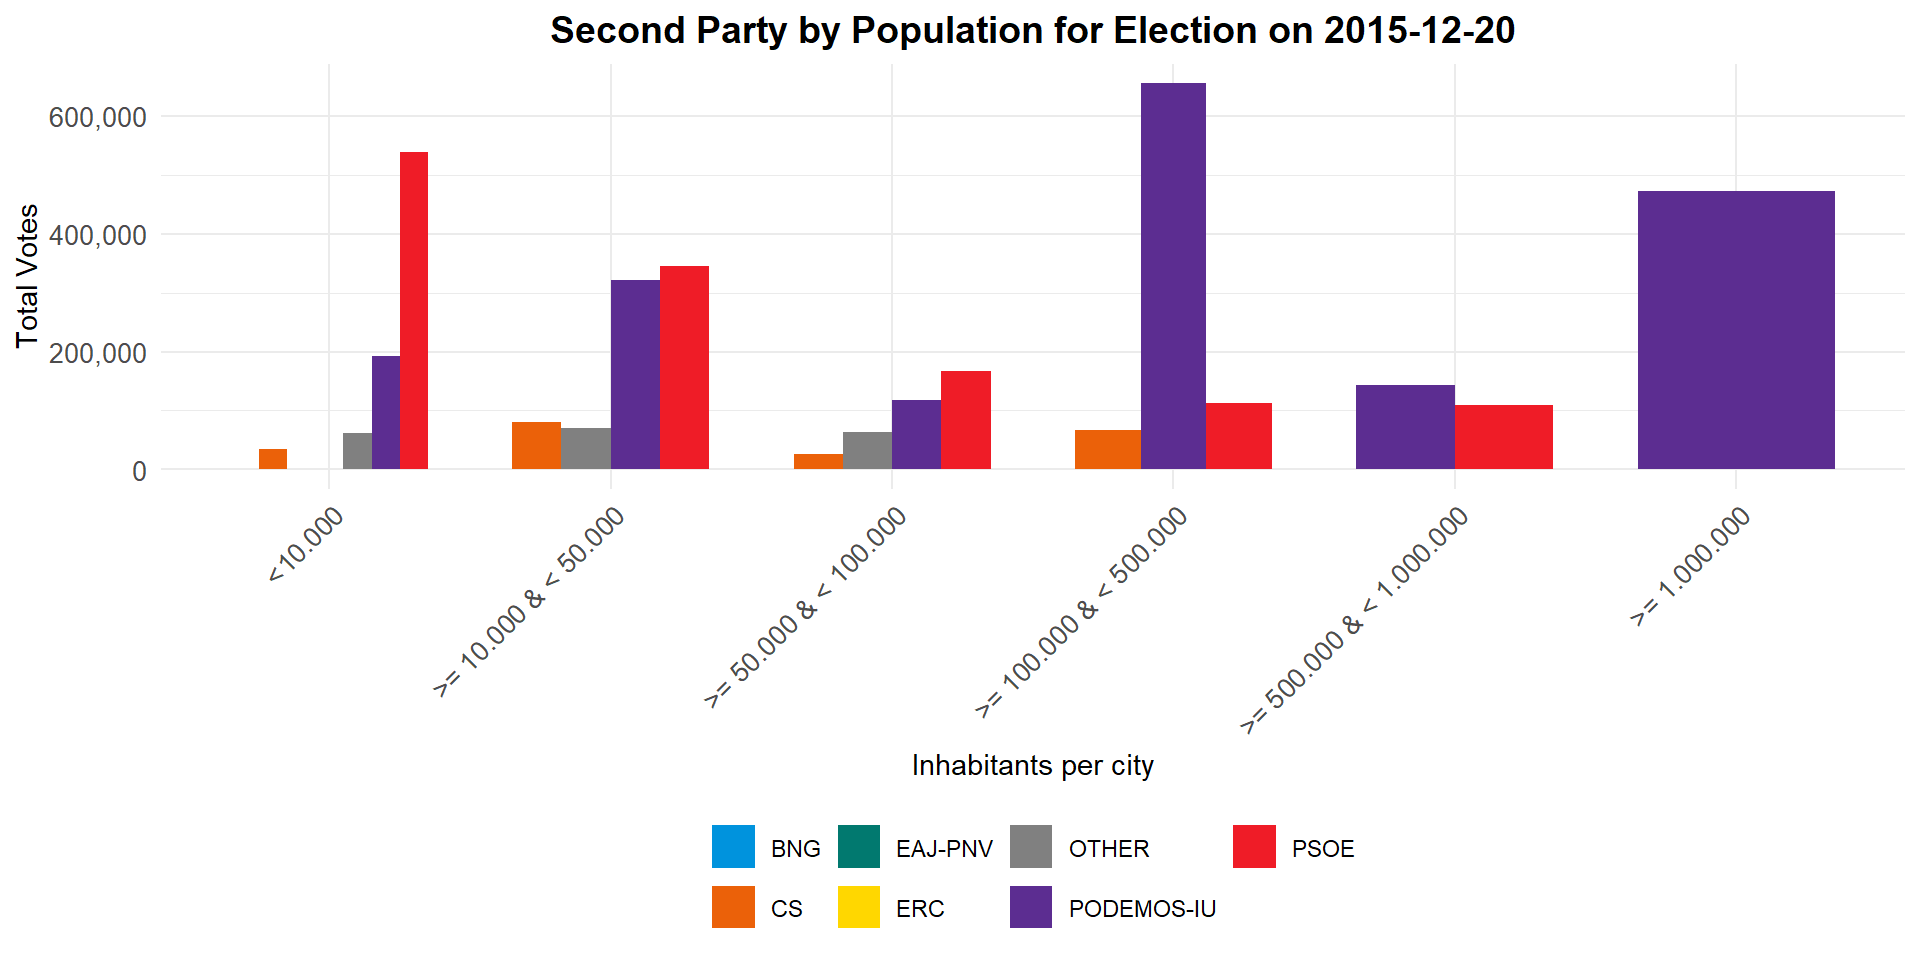 Second Party by Population for Election on 2015-12-20
Total Votes
600,000
400,000
200,000
0
<10.000
>= 10.000 & < 50.000
>= 50.000 & < 100.000
>= 100.000 & < 500.000
>= 500.000 & < 1.000.000
>= 1.000.000
Inhabitants per city
BNG EAJ-PNV OTHER PSOE
CS ERC PODEMOS-IU